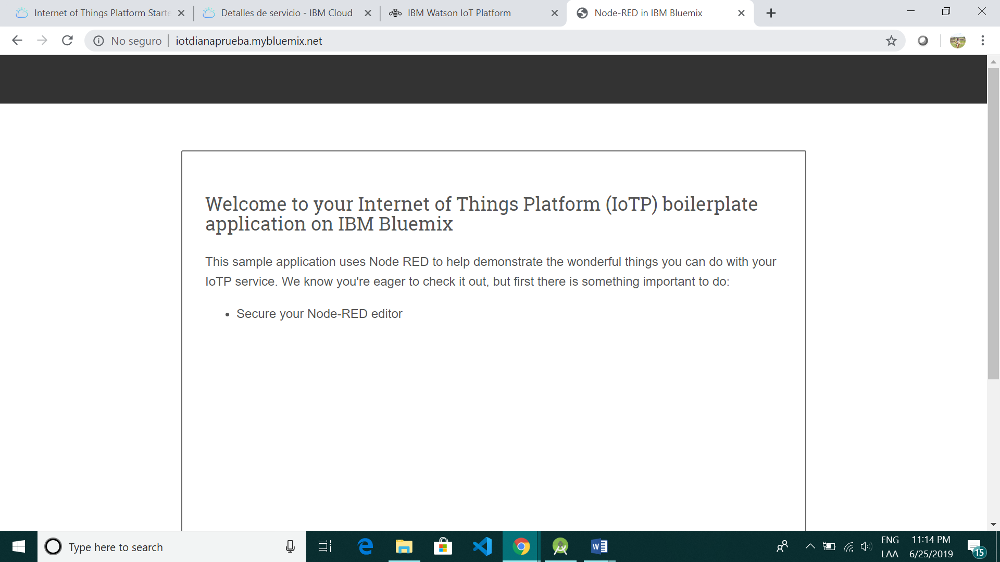 Internet of Things Platform Starte
Detalles de servicio - IBM Cloud
IBM Watson IoT Platform
Node-RED in IBM Bluemix
No seguro
iotdianaprueba.mybluemix.net
Welcome to your Internet of Things Platform (IoTP) boilerplate
application on IBM Bluemix
This sample application uses Node RED to help demonstrate the wonderful things you can do with your
IoTP service. We know you're eager to check it out, but first there is something important to do:
• Secure your Node-RED editor
Type here to search
ENG
LAA
11:14 PM
6/25/2019
15